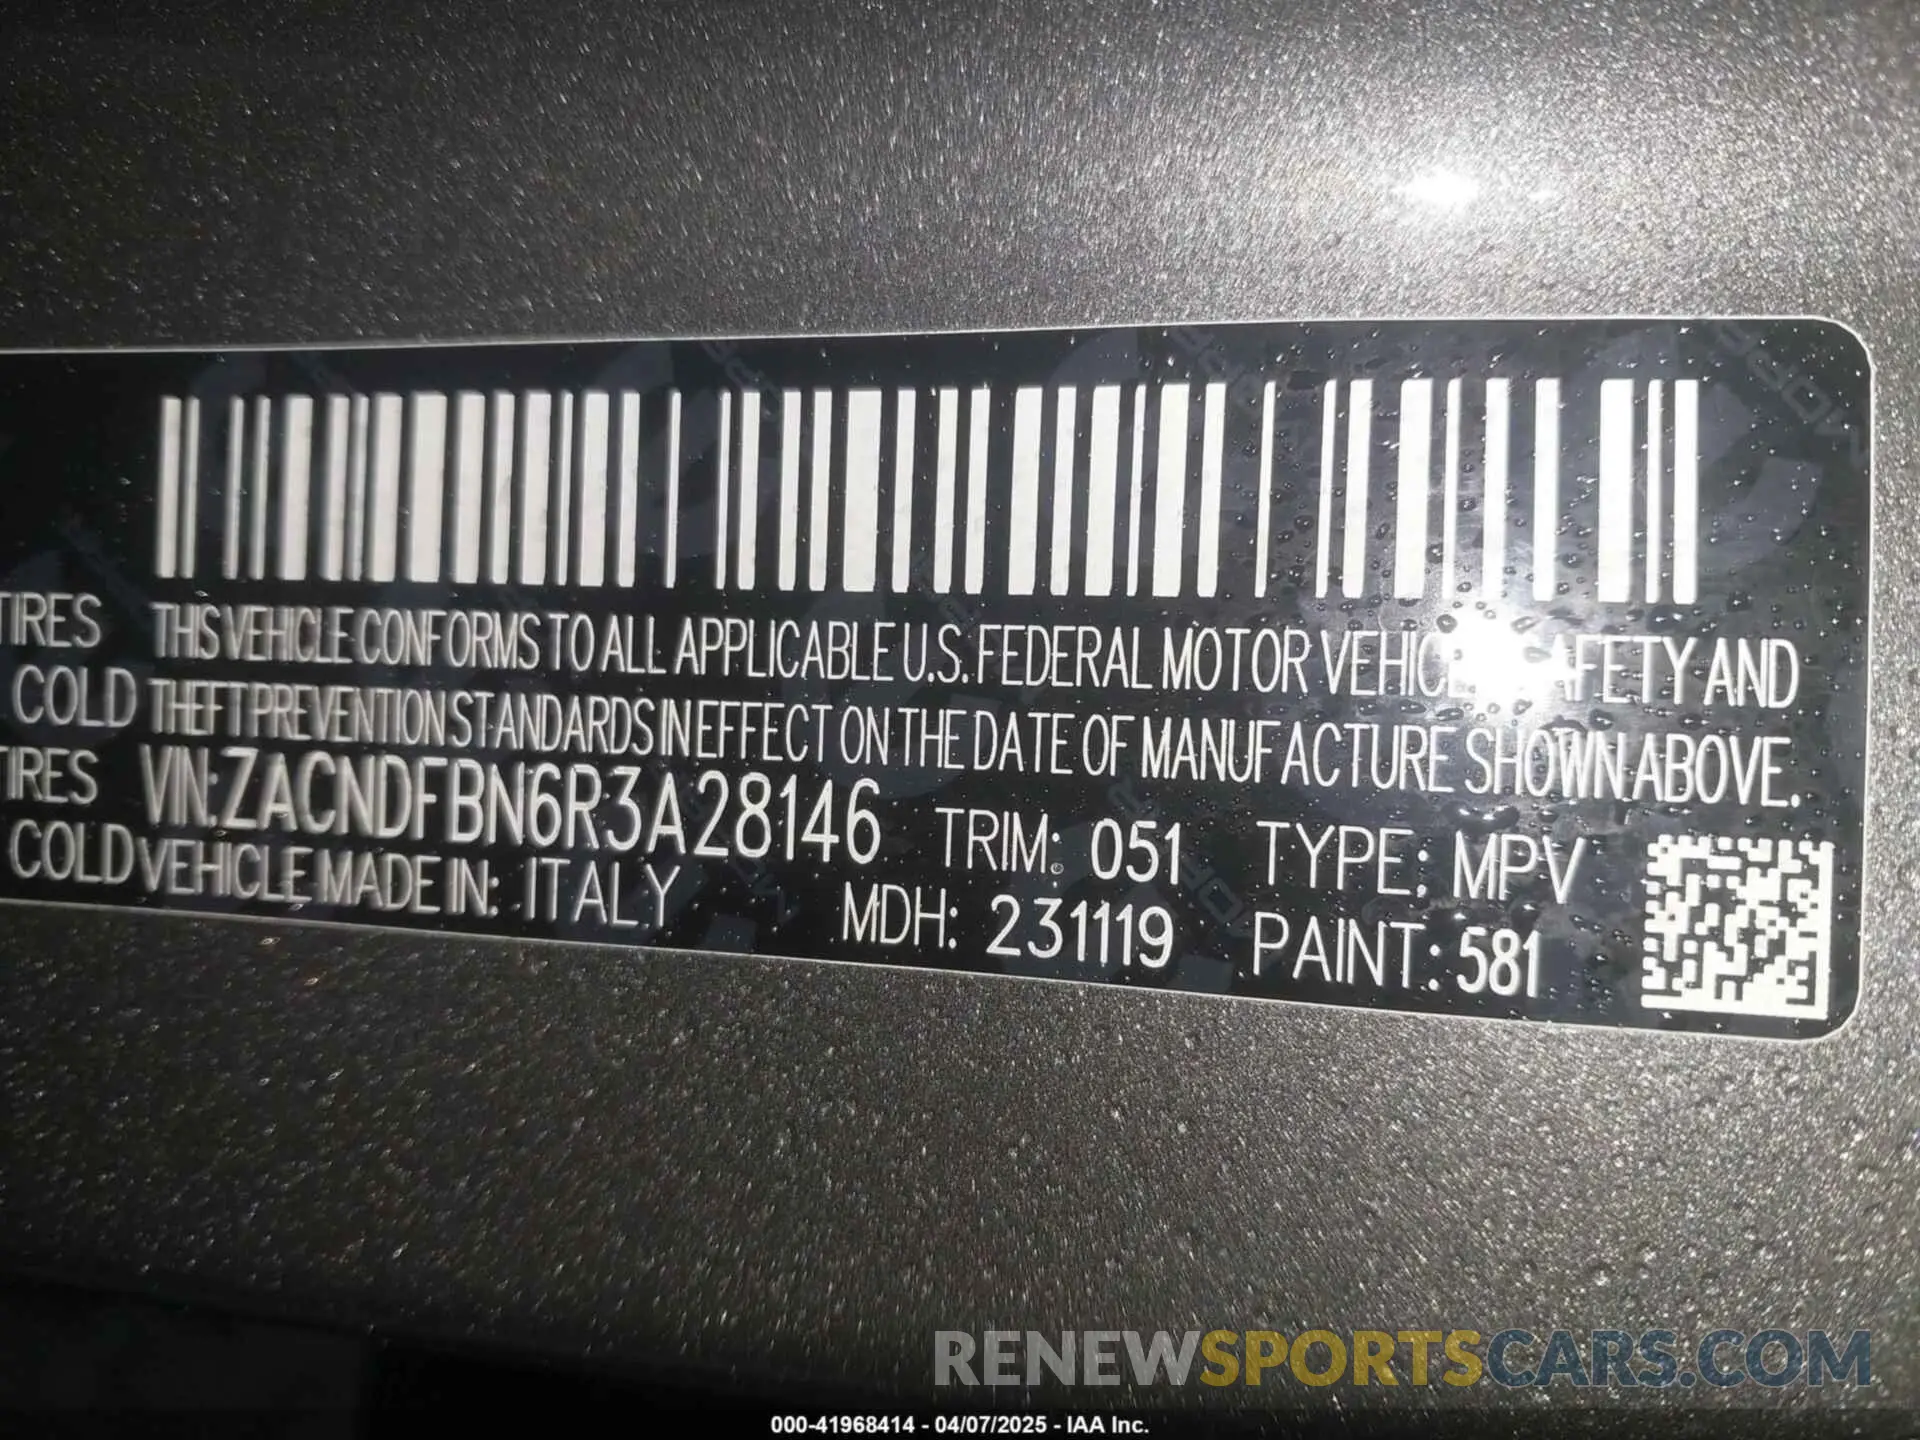 TIRES THIS VEHICLE CONFORMS TO ALL APPLICABLE U.S. FEDERAL MOTOR SAFETY AND
COLD THEFT PREVENTION STANDARDS IN EFFECT ON THE DATE OF MANUFACTURE SHOWN ABOVE.
TIRES VIN: ZACNDFBN6R3A28146 TRIM: 051 TYPE: MPV
COLD VEHICLE MADE IN: ITALY MDH: 231119 PAINT: 581
RENEWSPORTSCARS.COM
000-41968414 - 04/07/2025 - IAA Inc.